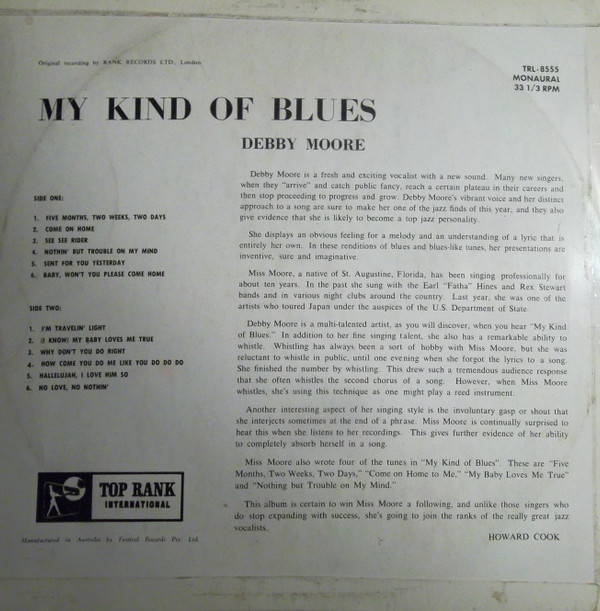 Original recording by RANK RECORDS LTD., London
TRL-8555
MONAURAL
33 1/3 RPM
MY KIND OF BLUES
DEBBY MOORE
SIDE ONE:
1. FIVE MONTHS, TWO WEEKS, TWO DAYS
2. COME ON HOME
3. SEE SEE RIDER
4. NOTHIN' BUT TROUBLE ON MY MIND
5. SENT FOR YOU YESTERDAY
6. BABY, WON'T YOU PLEASE COME HOME
SIDE TWO:
1. I'M TRAVELIN' LIGHT
2. (I KNOW) MY BABY LOVES ME TRUE
3. WHY DON'T YOU DO RIGHT
4. HOW COME YOU DO ME LIKE YOU DO DO DO
5. HALLELUJAH, I LOVE HIM SO
6. NO LOVE, NO NOTHIN'
Debby Moore is a fresh and exciting vocalist with a new sound. Many new singers,
when they "arrive" and catch public fancy, reach a certain plateau in their careers and
then stop proceeding to progress and grow. Debby Moore's vibrant voice and her distinct
approach to a song are sure to make her one of the jazz finds of this year, and they also
give evidence that she is likely to become a top jazz personality.
She displays an obvious feeling for a melody and an understanding of a lyric that is
entirely her own. In these renditions of blues and blues-like tunes, her presentations are
inventive, sure and imaginative.
Miss Moore, a native of St. Augustine, Florida, has been singing professionally for
about ten years. In the past she sung with the Earl "Fatha" Hines and Rex Stewart
bands and in various night clubs around the country. Last year, she was one of the
artists who toured Japan under the auspices of the U.S. Department of State.
Debby Moore is a multi-talented artist, as you will discover, when you hear "My Kind
of Blues." In addition to her fine singing talent, she also has a remarkable ability to
whistle. Whistling has always been a sort of hobby with Miss Moore, but she was
reluctant to whistle in public, until one evening when she forgot the lyrics to a song.
She finished the number by whistling. This drew such a tremendous audience response
that she often whistles the second chorus of a song. However, when Miss Moore
whistles, she's using this technique as one might play a reed instrument.
Another interesting aspect of her singing style is the involuntary gasp or shout that
she interjects sometimes at the end of a phrase. Miss Moore is continually surprised to
hear this when she listens to her recordings. This gives further evidence of her ability
to completely absorb herself in a song.
Miss Moore also wrote four of the tunes in "My Kind of Blues". These are "Five
Months, Two Weeks, Two Days," "Come on Home to Me," "My Baby Loves Me True"
and "Nothing but Trouble on My Mind."
This album is certain to win Miss Moore a following, and unlike those singers who
do stop expanding with success, she's going to join the ranks of the really great jazz
vocalists.
HOWARD COOK
TOP RANK
INTERNATIONAL
Manufactured in Australia by Festival Records Pty. Ltd.